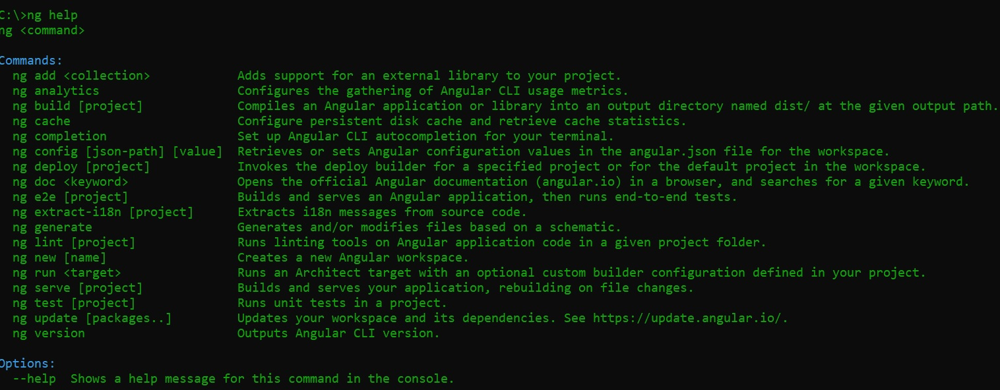 C:\>ng help
ng <command>
Commands:
ng add <collection> Adds support for an external library to your project.
ng analytics Configures the gathering of Angular CLI usage metrics.
ng build [project] Compiles an Angular application or library into an output directory named dist/ at the given output path.
ng cache Configure persistent disk cache and retrieve cache statistics.
ng completion Set up Angular CLI autocompletion for your terminal.
ng config [json-path] [value] Retrieves or sets Angular configuration values in the angular.json file for the workspace.
ng deploy [project] Invokes the deploy builder for a specified project or for the default project in the workspace.
ng doc <keyword> Opens the official Angular documentation (angular.io) in a browser, and searches for a given keyword.
ng e2e [project] Builds and serves an Angular application, then runs end-to-end tests.
ng extract-i18n [project] Extracts i18n messages from source code.
ng generate Generates and/or modifies files based on a schematic.
ng lint [project] Runs linting tools on Angular application code in a given project folder.
ng new [name] Creates a new Angular workspace.
ng run <target> Runs an Architect target with an optional custom builder configuration defined in your project.
ng serve [project] Builds and serves your application, rebuilding on file changes.
ng test [project] Runs unit tests in a project.
ng update [packages..] Updates your workspace and its dependencies. See https://update.angular.io/.
ng version Outputs Angular CLI version.
Options:
--help Shows a help message for this command in the console.